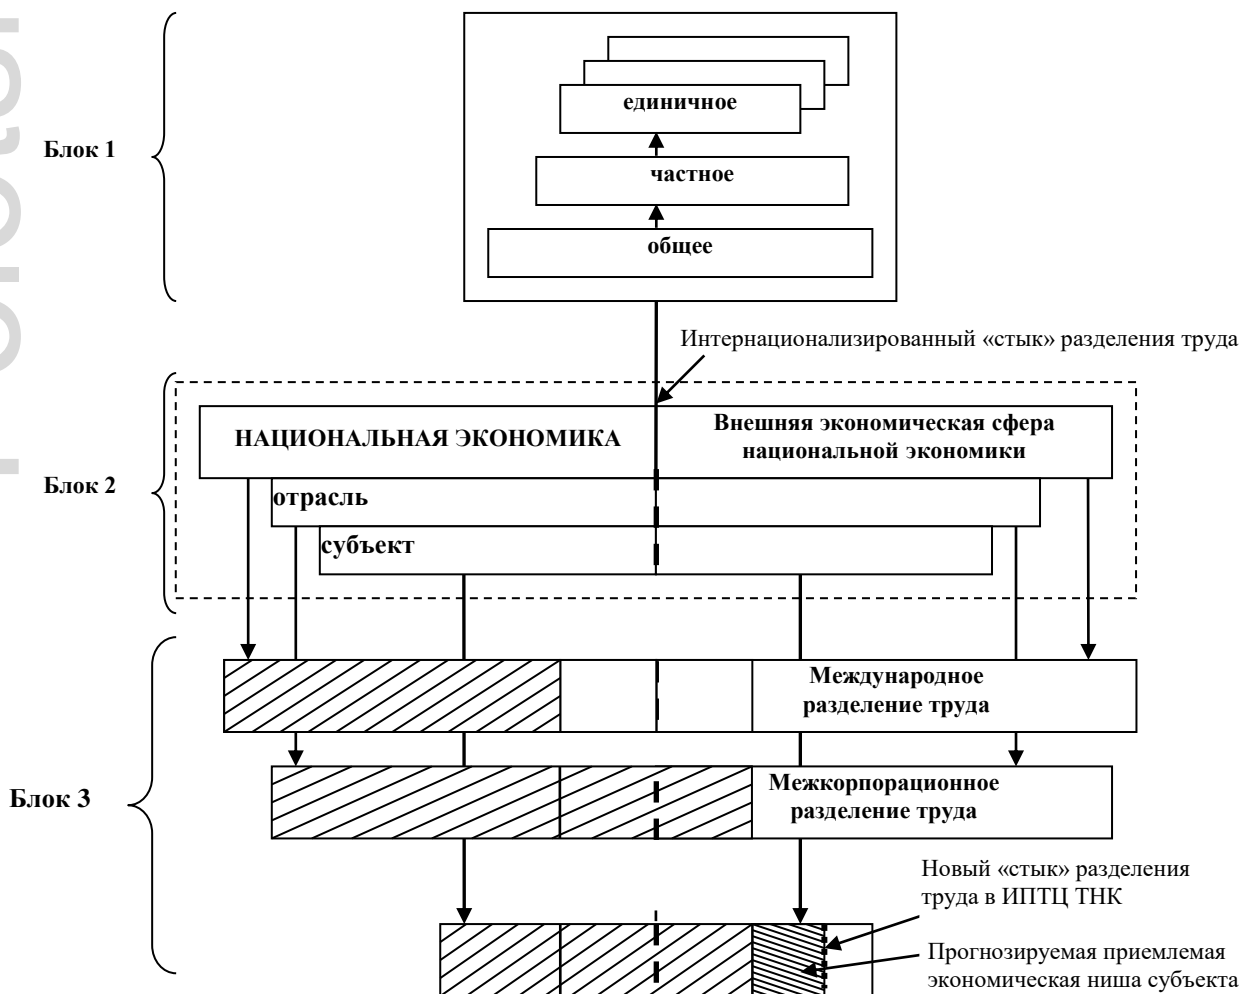 единичное
Блок 1
частное
общее
Интернационализированный «стык» разделения труда
НАЦИОНАЛЬНАЯ ЭКОНОМИКА
Внешняя экономическая сфера
национальной экономики
Блок 2
отрасль
субъект
Международное
разделение труда
Блок 3
Межкорпорационное
разделение труда
Новый «стык» разделения
труда в ИПТЦ ТНК
Прогнозируемая приемлемая
экономическая ниша субъекта